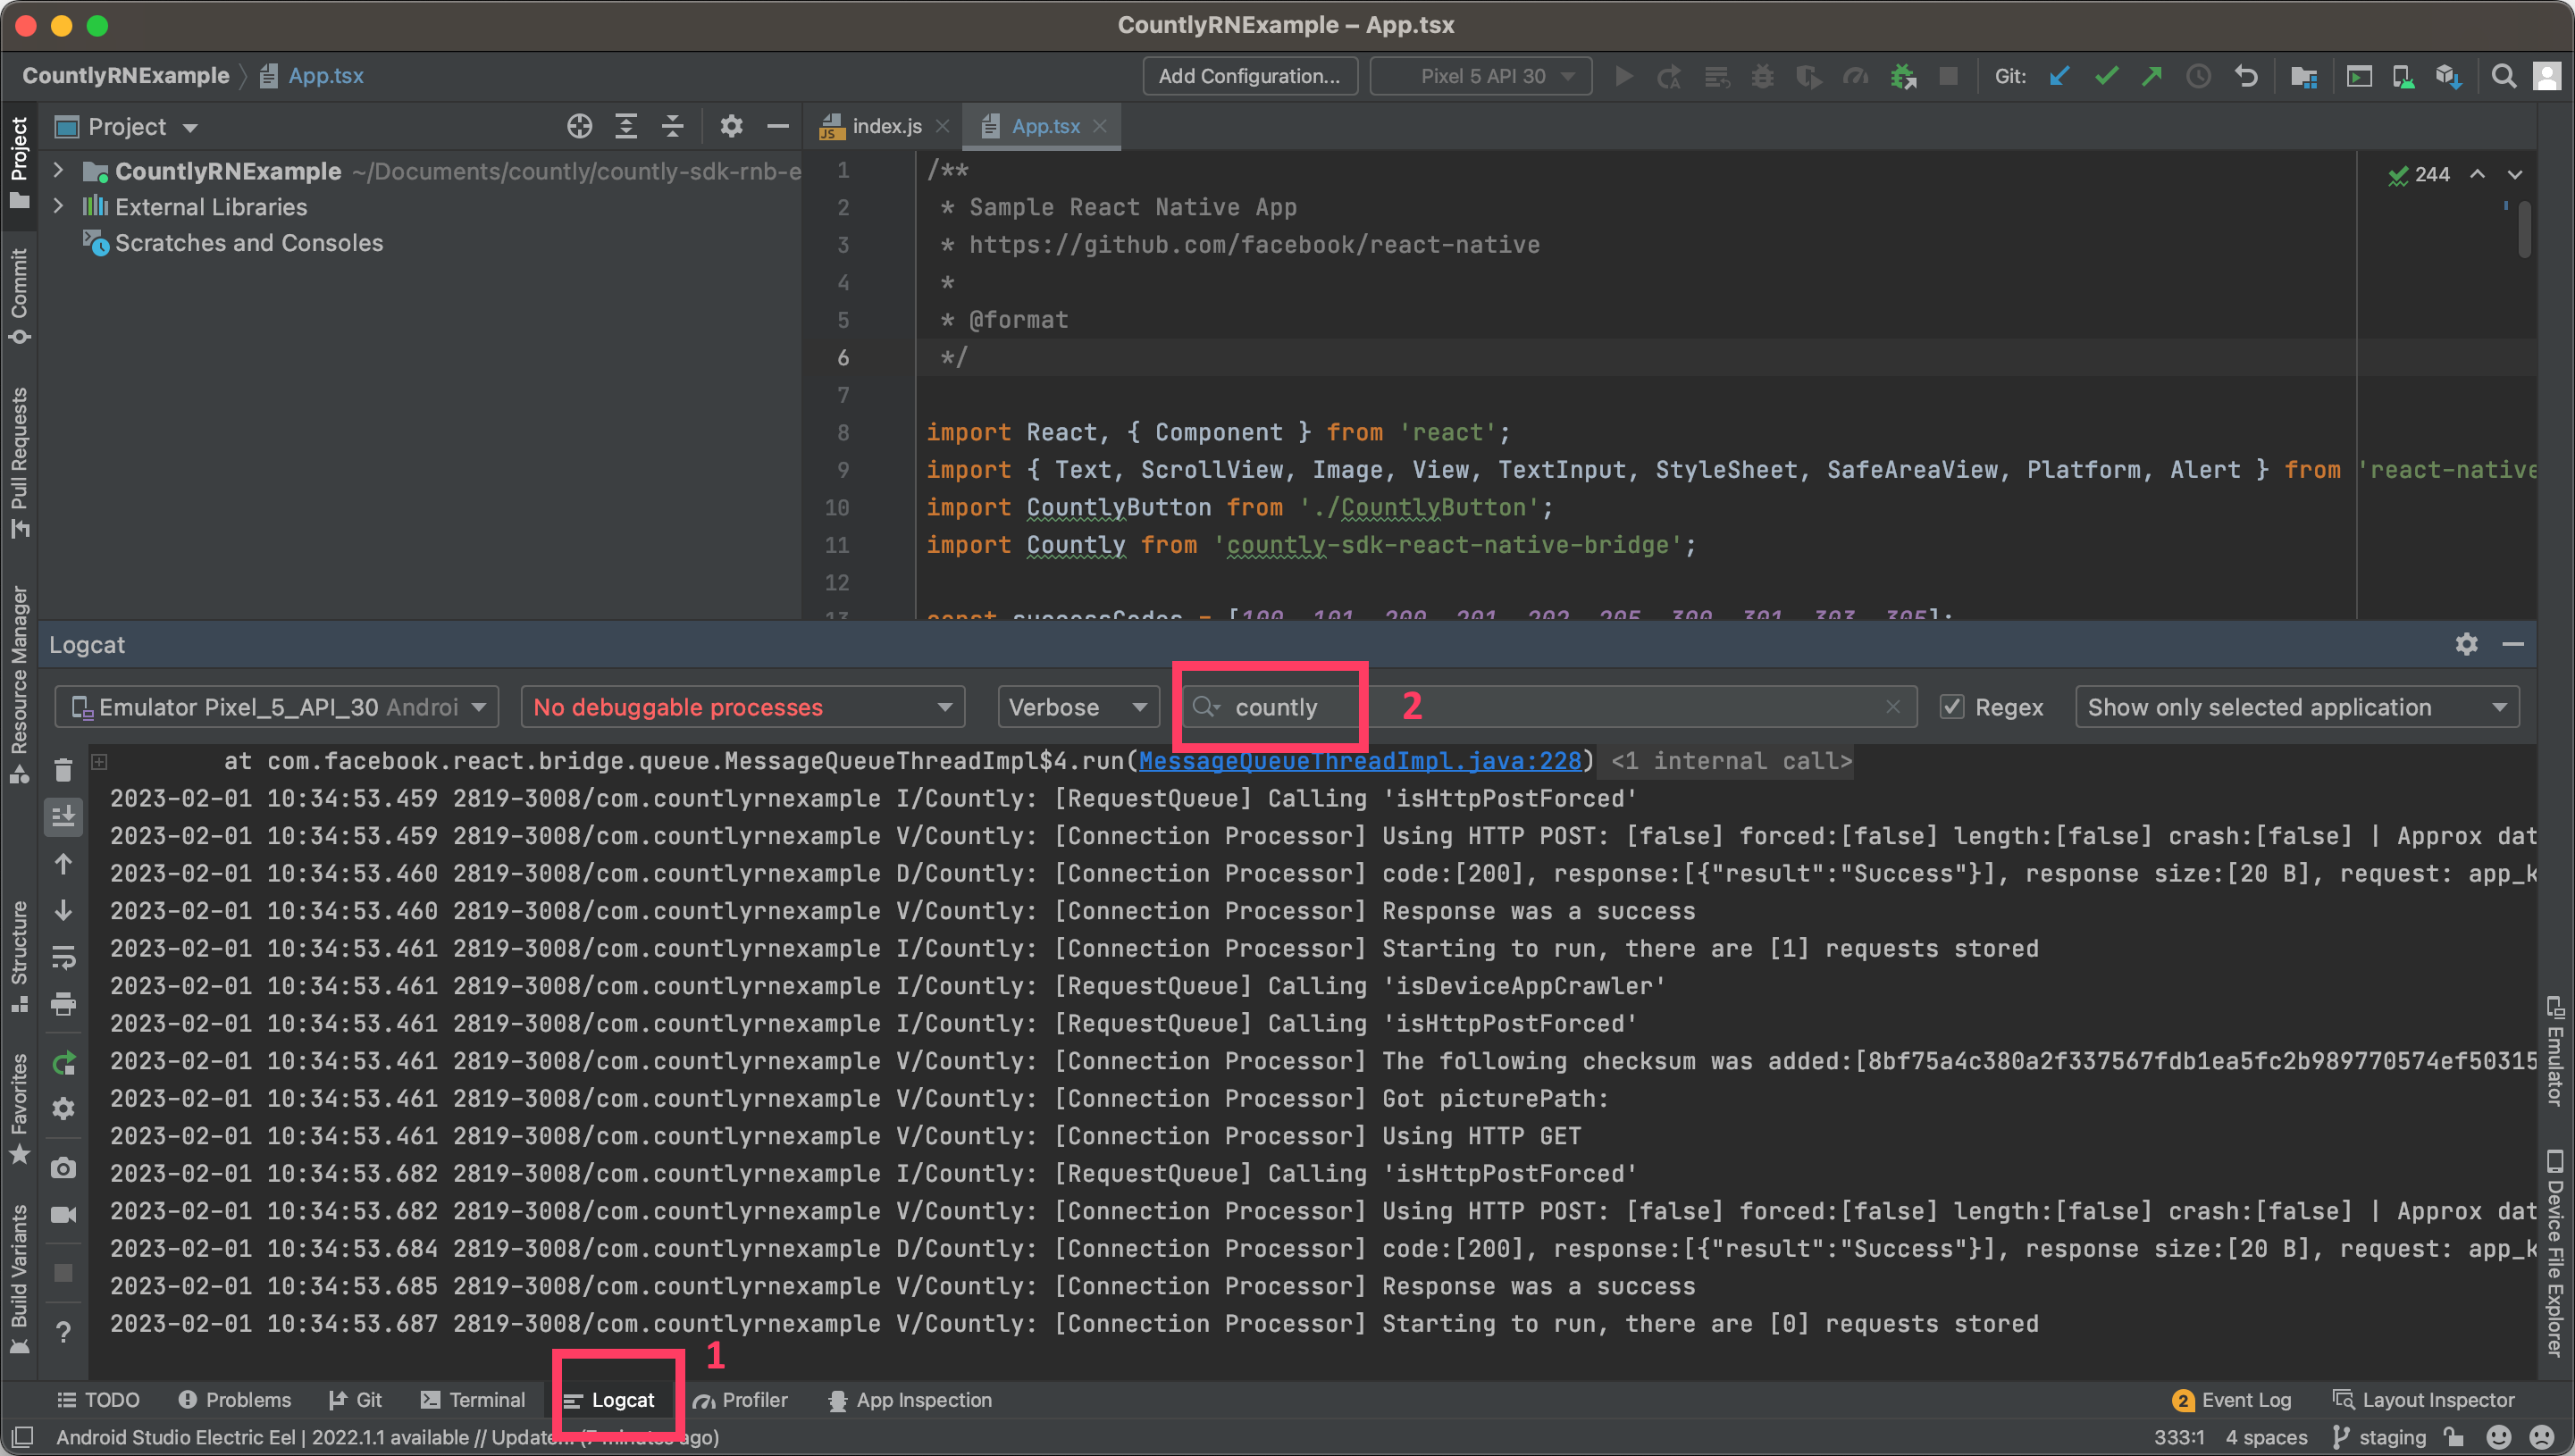 CountlyRNExample – App.tsx
CountlyRNExample App.tsx Add Configuration... Pixel 5 API 30 Git:
Project index.js App.tsx
CountlyRNExample ~/Documents/countly/countly-sdk-rnb-e
External Libraries
Scratches and Consoles
Project
Commit
Pull Requests
Resource Manager
Structure
Favorites
Build Variants
244
1 /**
2 * Sample React Native App
3 * https://github.com/facebook/react-native
4 *
5 * @format
6 */
7
8 import React, { Component } from 'react';
9 import { Text, ScrollView, Image, View, TextInput, StyleSheet, SafeAreaView, Platform, Alert } from 'react-native
10 import CountlyButton from './CountlyButton';
11 import Countly from 'countly-sdk-react-native-bridge';
12
13 const successCodes = [100, 101, 200, 201, 202, 205, 300, 301, 303, 305];
Logcat
Emulator Pixel_5_API_30 Androi No debuggable processes Verbose countly 2 Regex Show only selected application
at com.facebook.react.bridge.queue.MessageQueueThreadImpl$4.run(MessageQueueThreadImpl.java:228) <1 internal call>
2023-02-01 10:34:53.459 2819-3008/com.countlyrnexample I/Countly: [RequestQueue] Calling 'isHttpPostForced'
2023-02-01 10:34:53.459 2819-3008/com.countlyrnexample V/Countly: [Connection Processor] Using HTTP POST: [false] forced:[false] length:[false] crash:[false] | Approx dat
2023-02-01 10:34:53.460 2819-3008/com.countlyrnexample D/Countly: [Connection Processor] code:[200], response:[{"result":"Success"}], response size:[20 B], request: app_k
2023-02-01 10:34:53.460 2819-3008/com.countlyrnexample V/Countly: [Connection Processor] Response was a success
2023-02-01 10:34:53.461 2819-3008/com.countlyrnexample I/Countly: [Connection Processor] Starting to run, there are [1] requests stored
2023-02-01 10:34:53.461 2819-3008/com.countlyrnexample I/Countly: [RequestQueue] Calling 'isDeviceAppCrawler'
2023-02-01 10:34:53.461 2819-3008/com.countlyrnexample I/Countly: [RequestQueue] Calling 'isHttpPostForced'
2023-02-01 10:34:53.461 2819-3008/com.countlyrnexample V/Countly: [Connection Processor] The following checksum was added:[8bf75a4c380a2f337567fdb1ea5fc2b989770574ef50315
2023-02-01 10:34:53.461 2819-3008/com.countlyrnexample V/Countly: [Connection Processor] Got picturePath:
2023-02-01 10:34:53.461 2819-3008/com.countlyrnexample V/Countly: [Connection Processor] Using HTTP GET
2023-02-01 10:34:53.682 2819-3008/com.countlyrnexample I/Countly: [RequestQueue] Calling 'isHttpPostForced'
2023-02-01 10:34:53.682 2819-3008/com.countlyrnexample V/Countly: [Connection Processor] Using HTTP POST: [false] forced:[false] length:[false] crash:[false] | Approx dat
2023-02-01 10:34:53.684 2819-3008/com.countlyrnexample D/Countly: [Connection Processor] code:[200], response:[{"result":"Success"}], response size:[20 B], request: app_k
2023-02-01 10:34:53.685 2819-3008/com.countlyrnexample V/Countly: [Connection Processor] Response was a success
2023-02-01 10:34:53.687 2819-3008/com.countlyrnexample V/Countly: [Connection Processor] Starting to run, there are [0] requests stored
Emulator
Device File Explorer
1
TODO Problems Git Terminal Logcat Profiler App Inspection 2 Event Log Layout Inspector
Android Studio Electric Eel | 2022.1.1 available // Update... ago) 333:1 4 spaces staging